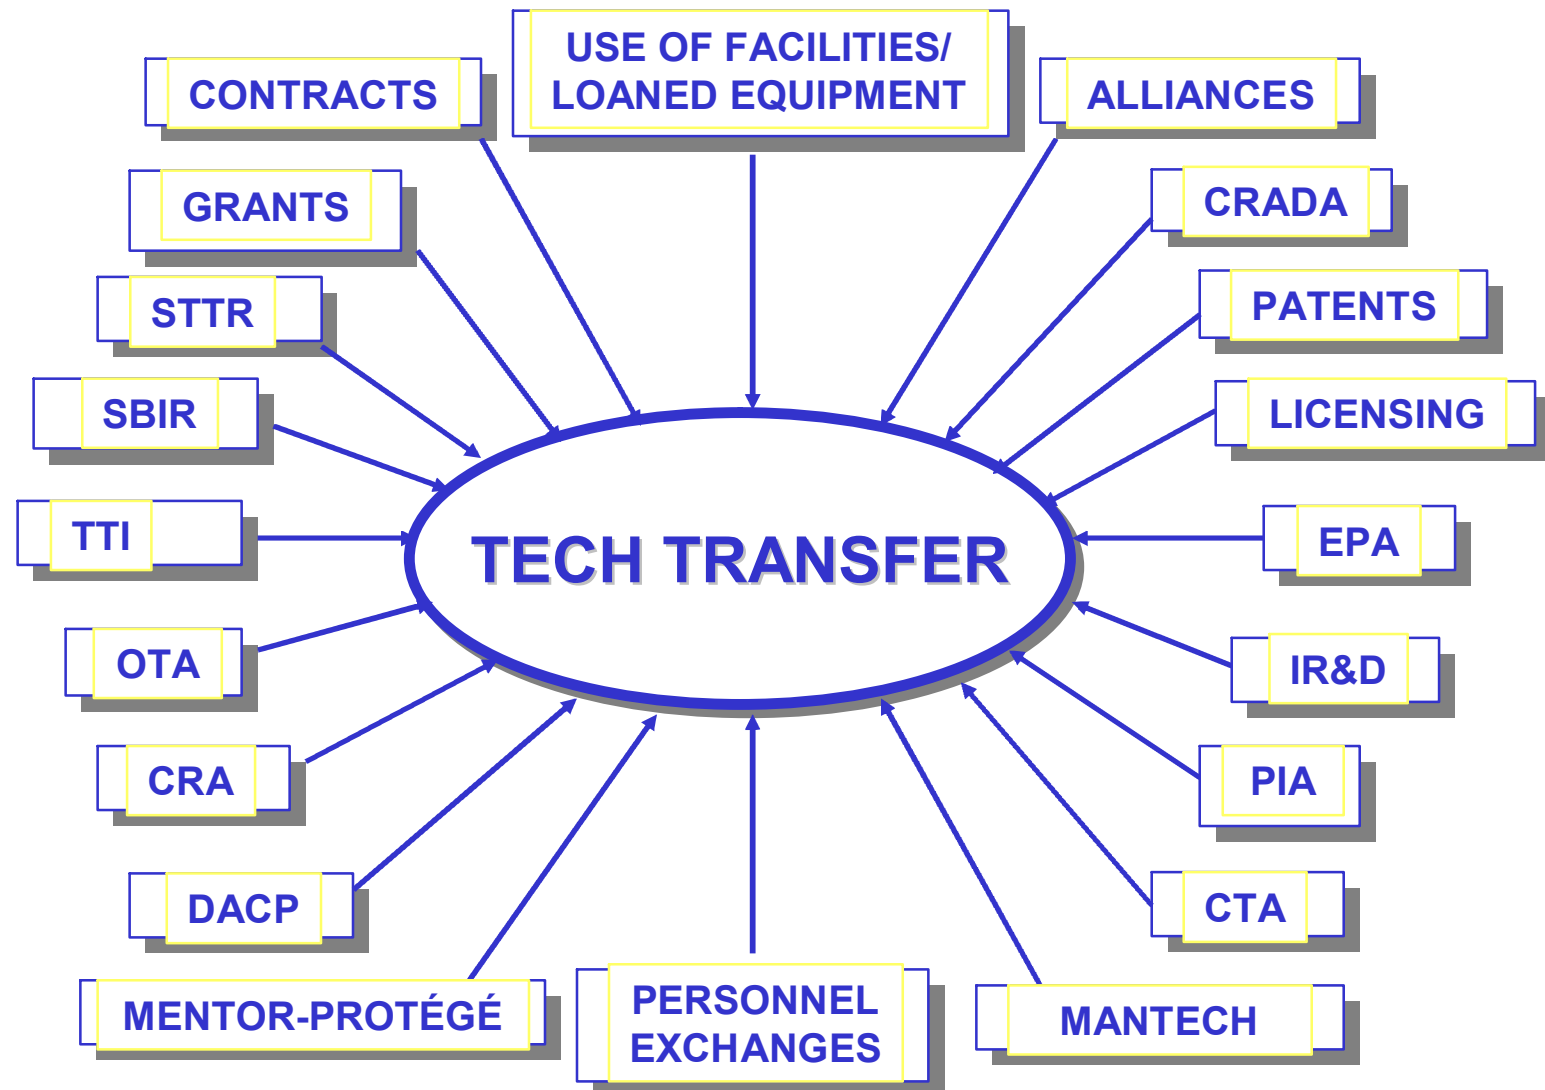 USE OF FACILITIES/
LOANED EQUIPMENT
CONTRACTS
ALLIANCES
GRANTS
CRADA
STTR
PATENTS
SBIR
LICENSING
TTI
EPA
TECH TRANSFER
OTA
IR&D
CRA
PIA
DACP
CTA
MENTOR-PROTÉGÉ
PERSONNEL
EXCHANGES
MANTECH